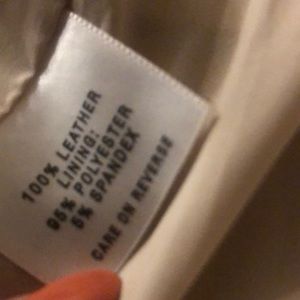 100% LEATHER
LINING:
95% POLYESTER
5% SPANDEX
CARE ON REVERSE